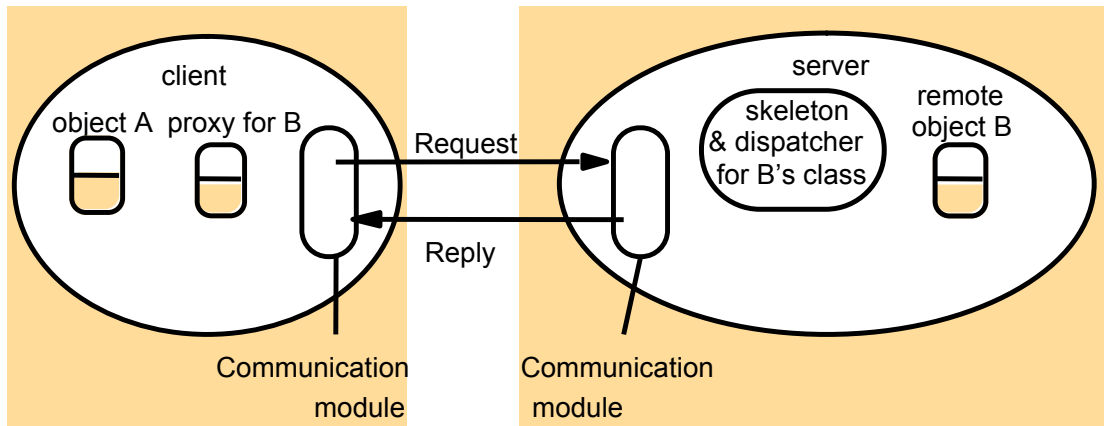 client
object A
proxy for B
Request
Reply
Communication
module
server
skeleton
& dispatcher
for B’s class
remote
object B
Communication
module